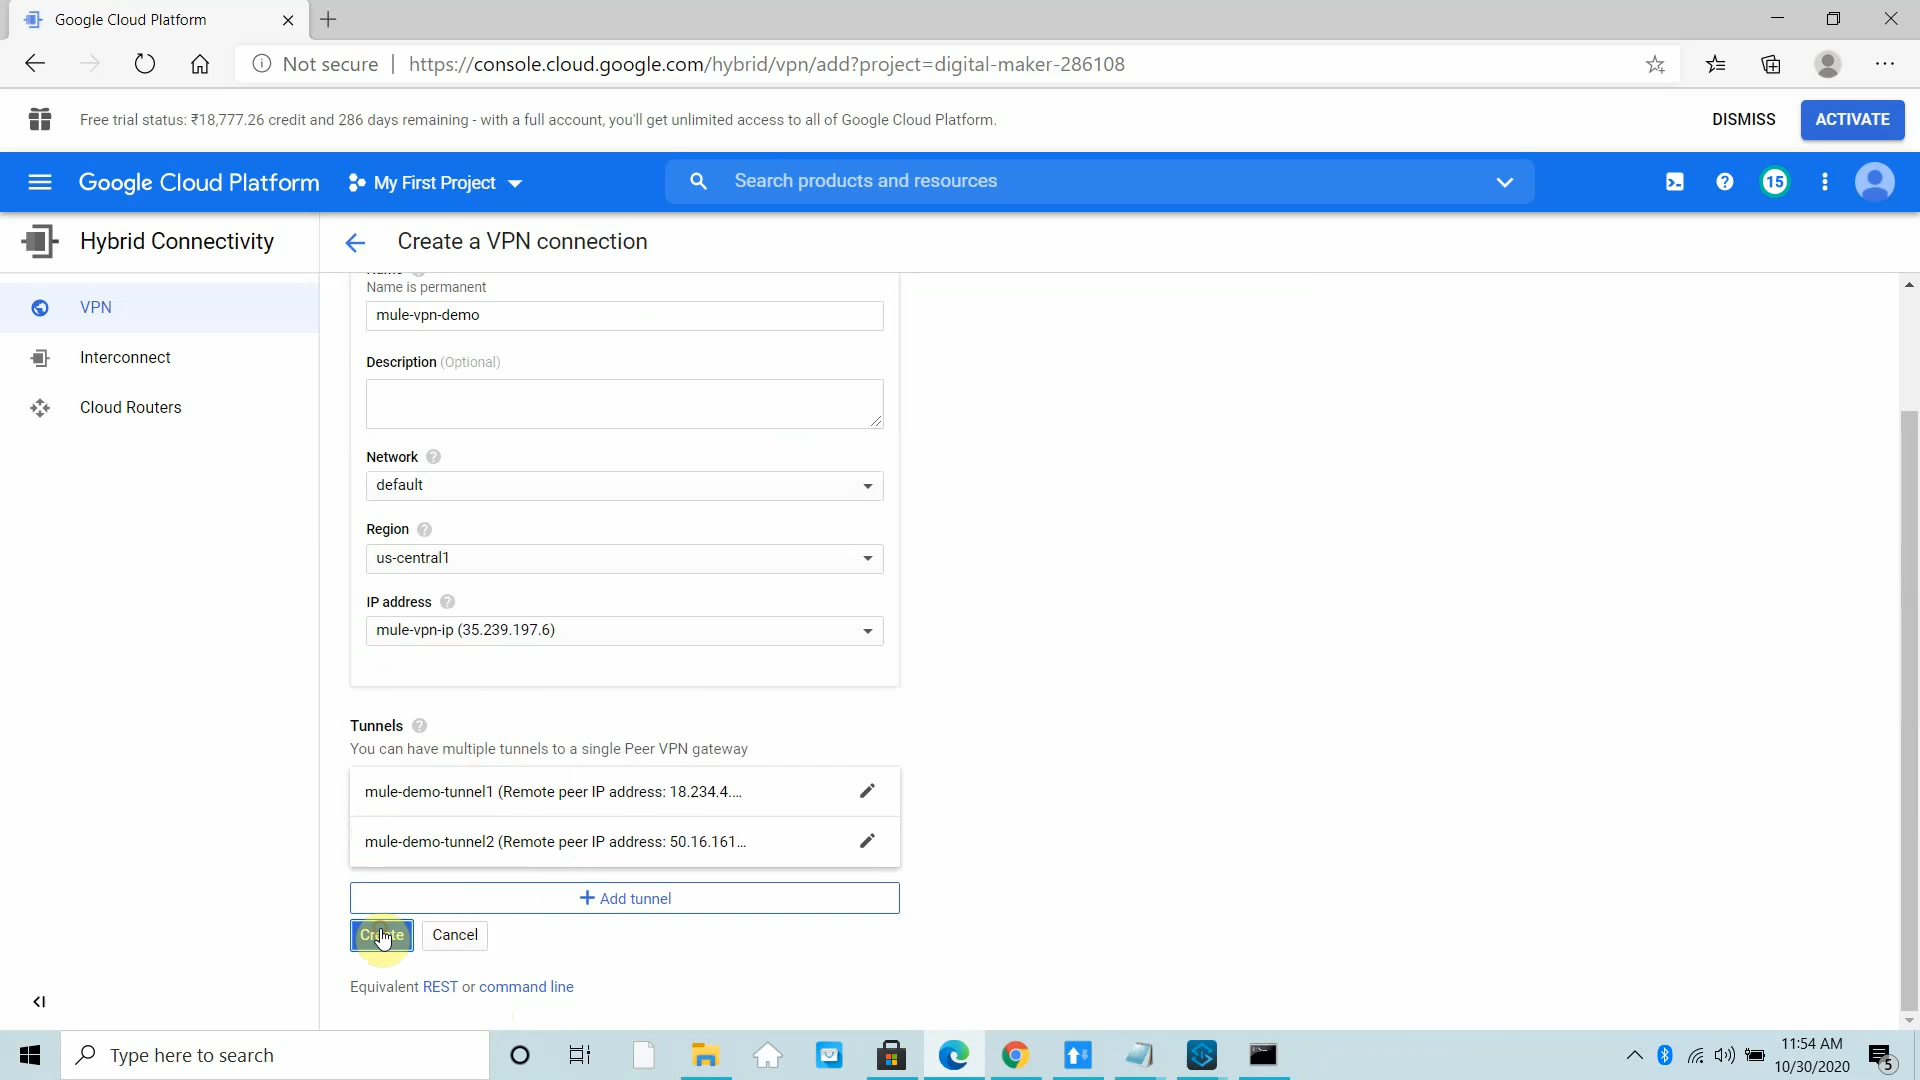 Google Cloud Platform
Not secure
https://console.cloud.google.com/hybrid/vpn/add?project=digital-maker-286108
Free trial status: ₹18,777.26 credit and 286 days remaining - with a full account, you'll get unlimited access to all of Google Cloud Platform.
DISMISS
ACTIVATE
Google Cloud Platform
My First Project
Search products and resources
15
Hybrid Connectivity
Create a VPN connection
VPN
Interconnect
Cloud Routers
Name is permanent
mule-vpn-demo
Description (Optional)
Network
default
Region
us-central1
IP address
mule-vpn-ip (35.239.197.6)
Tunnels
You can have multiple tunnels to a single Peer VPN gateway
mule-demo-tunnel1 (Remote peer IP address: 18.234.4....
mule-demo-tunnel2 (Remote peer IP address: 50.16.161...
+ Add tunnel
Create
Cancel
Equivalent REST or command line
Type here to search
11:54 AM
10/30/2020
5